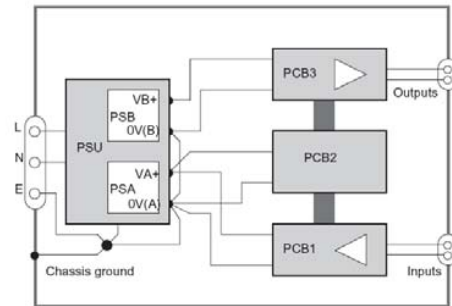 VB+
PSB
0V(B)
PSU
VA+
PSA
0V(A)
L
N
E
Chassis ground
PCB3
Outputs
PCB2
PCB1
Inputs